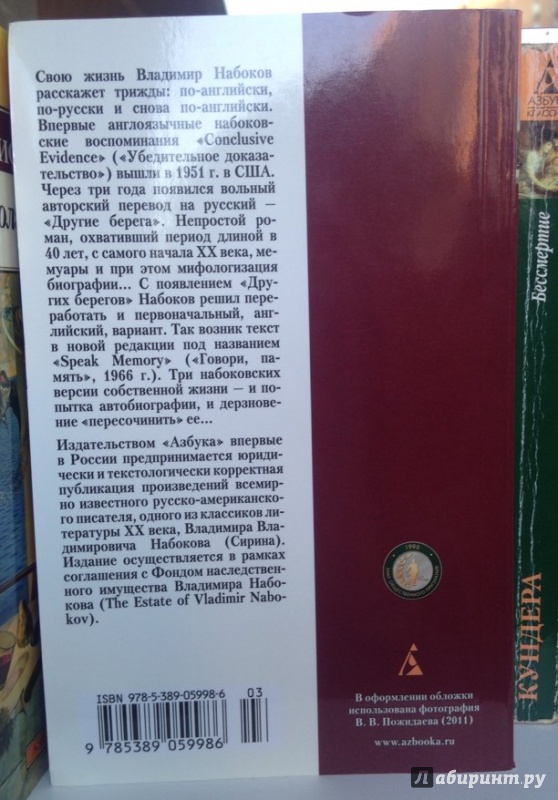 Свою жизнь Владимир Набоков
расскажет трижды: по-английски,
по-русски и снова по-английски.
Впервые англоязычные набоков-
ские воспоминания «Conclusive
Evidence» («Убедительное доказа-
тельство») вышли в 1951 г. в США.
Через три года появился вольный
авторский перевод на русский —
«Другие берега». Непростой ро-
ман, охвативший период длиной в
40 лет, с самого начала XX века, ме-
муары и при этом мифологизация
биографии... С появлением «Дру-
гих берегов» Набоков решил пере-
работать и первоначальный, анг-
лийский, вариант. Так возник текст
в новой редакции под названием
«Speak Memory» («Говори, па-
мять», 1966 г.). Три набоковских
версии собственной жизни — и по-
пытка автобиографии, и дерзнове-
ние «пересочинить» ее...
Издательством «Азбука» впервые
в России предпринимается юриди-
чески и текстологически корректная
публикация произведений всемир-
но известного русско-американско-
го писателя, одного из классиков ли-
тературы XX века, Владимира Вла-
димировича Набокова (Сирина).
Издание осуществляется в рамках
соглашения с Фондом наследствен-
ного имущества Владимира Набо-
кова (The Estate of Vladimir Nabo-
kov).
ISBN 978-5-389-05998-6
03
9 785389 059986
1995
В оформлении обложки
использована фотография
В. В. Пожидаева (2011)
www.azbooka.ru
КУНДЕРА
Бессмертие
Лабиринт.ру